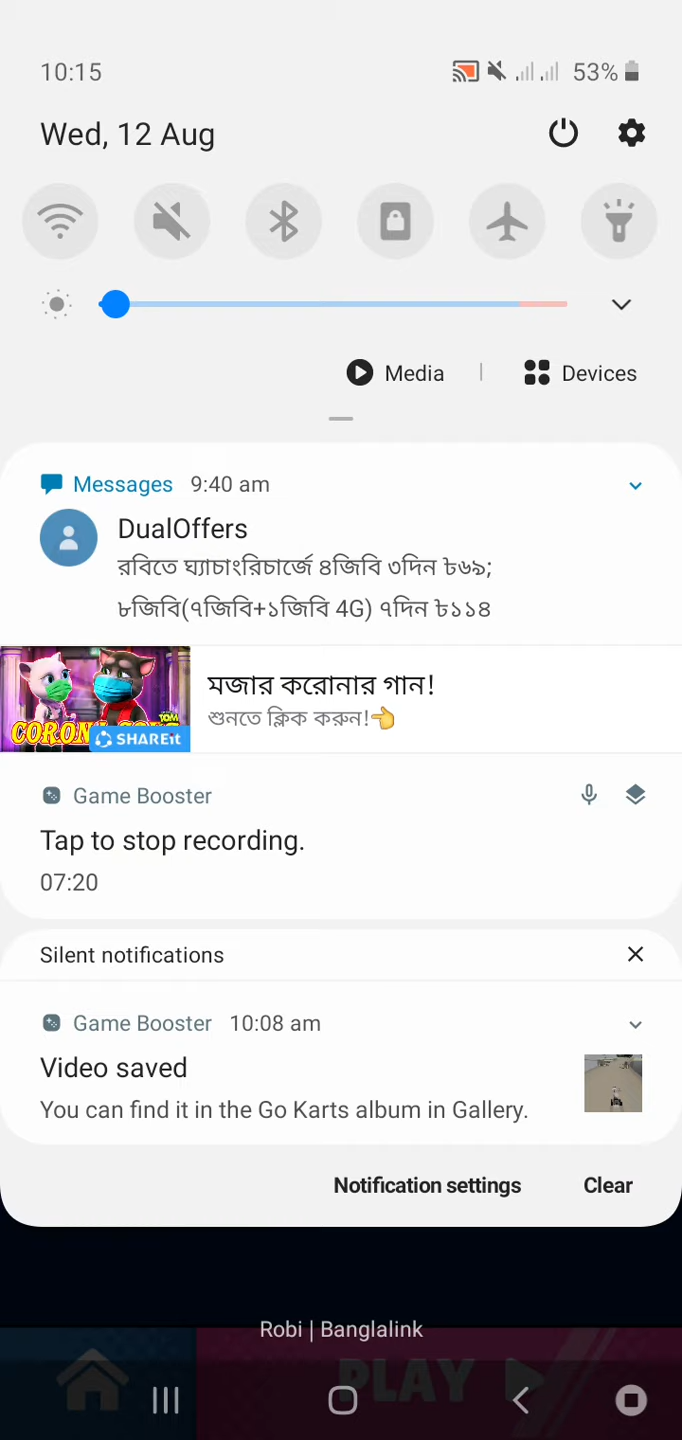 10:15
53%
Wed, 12 Aug
Media | Devices
Messages 9:40 am
DualOffers
রবিতে ঘ্যাচাংরিচার্জে ৪জিবি ৩দিন ৳৬৯;
৮জিবি(৭জিবি+১জিবি 4G) ৭দিন ৳১১৪
মজার করোনার গান!
শুনতে ক্লিক করুন!👈
TOM
SHAREit
Game Booster
Tap to stop recording.
07:20
Silent notifications
Game Booster 10:08 am
Video saved
You can find it in the Go Karts album in Gallery.
Notification settings Clear
Robi | Banglalink
PLAY